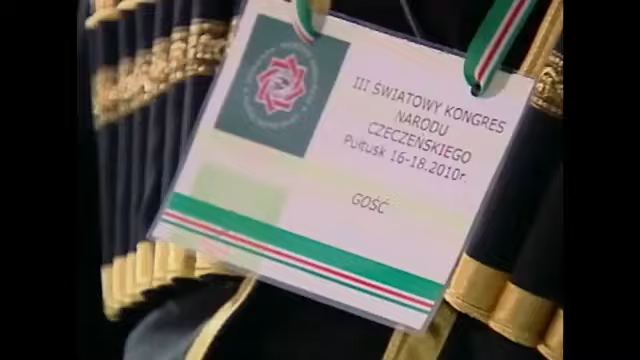 III ŚWIATOWY KONGRES
NARODU
CZECZEŃSKIEGO
Pułtusk 16-18.2010r.
GOŚĆ